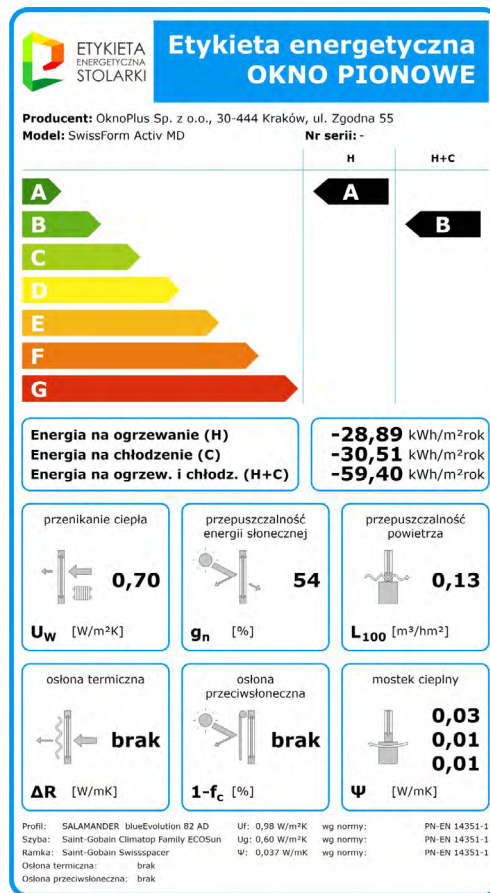 ETYKIETA
ENERGETYCZNA
STOLARKI
Etykieta energetyczna
OKNO PIONOWE
Producent: OknoPlus Sp. z o.o., 30-444 Kraków, ul. Zgodna 55
Model: SwissForm Activ MD Nr serii: -
H H+C
A A
B B
C
D
E
F
G
Energia na ogrzewanie (H) -28,89 kWh/m²rok
Energia na chłodzenie (C) -30,51 kWh/m²rok
Energia na ogrzew. i chłodz. (H+C) -59,40 kWh/m²rok
przenikanie ciepła
0,70
Uw [W/m²K]
przepuszczalność
energii słonecznej
54
gn [%]
przepuszczalność
powietrza
0,13
L100 [m³/hm²]
osłona termiczna
brak
ΔR [W/mK]
osłona
przeciwsłoneczna
brak
1-fc [%]
mostek cieplny
0,03
0,01
0,01
Ψ [W/mK]
Profil: SALAMANDER blueEvolution 82 AD Uf: 0,98 W/m²K wg normy: PN-EN 14351-1
Szyba: Saint-Gobain Climatop Family ECOSun Ug: 0,60 W/m²K wg normy: PN-EN 14351-1
Ramka: Saint-Gobain Swissspacer Ψ: 0,037 W/mK wg normy: PN-EN 14351-1
Osłona termiczna: brak
Osłona przeciwsłoneczna: brak